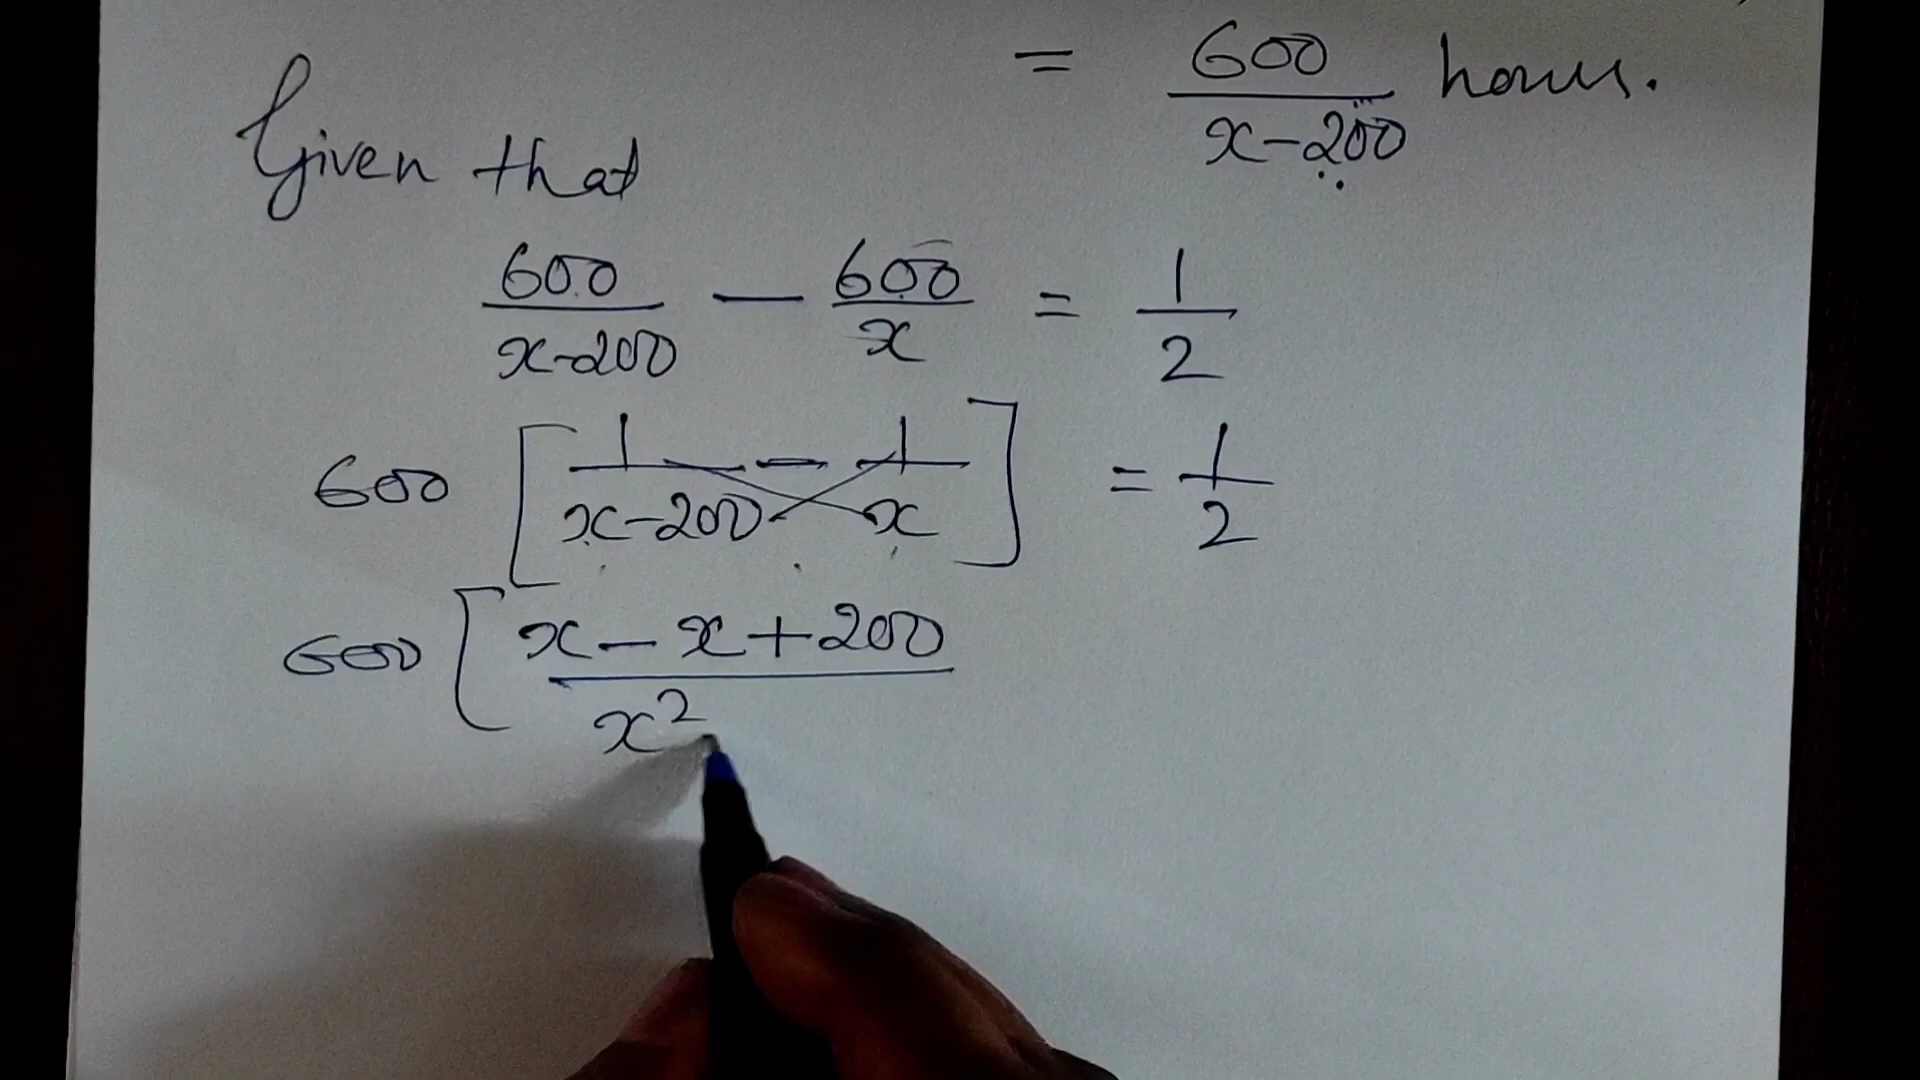 = 600/(x-200) hours.
Given that
600/(x-200) — 600/x = 1/2
600 [1/(x-200) - 1/x] = 1/2
600 [(x-x+200)/x²